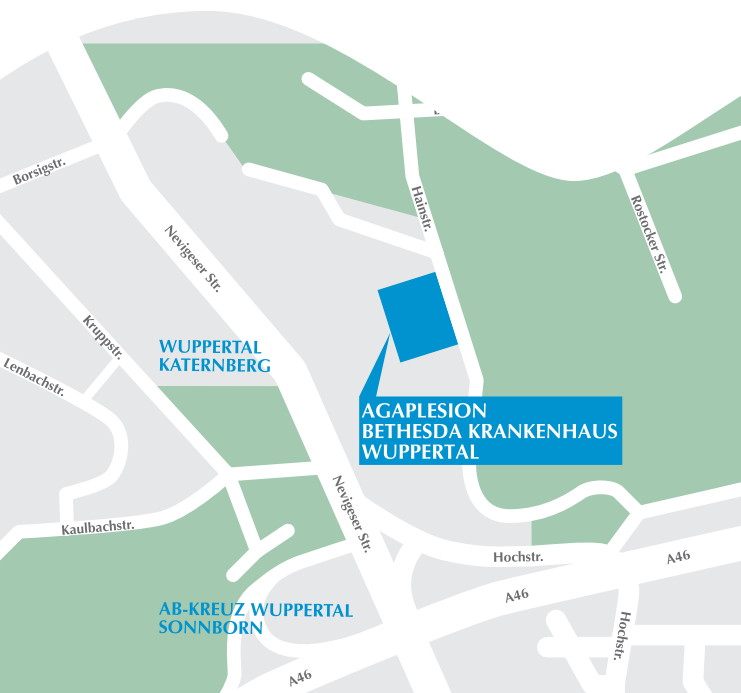 Borsigstr.
Hainstr.
Rostocker Str.
Nevigeser Str.
Kruppstr.
WUPPERTAL
KATERNBERG
Lenbachstr.
AGAPLESION
BETHESDA KRANKENHAUS
WUPPERTAL
Nevigeser Str.
Kaulbachstr.
Hochstr.
A46
A46
AB-KREUZ WUPPERTAL
SONNBORN
Hochstr.
A46